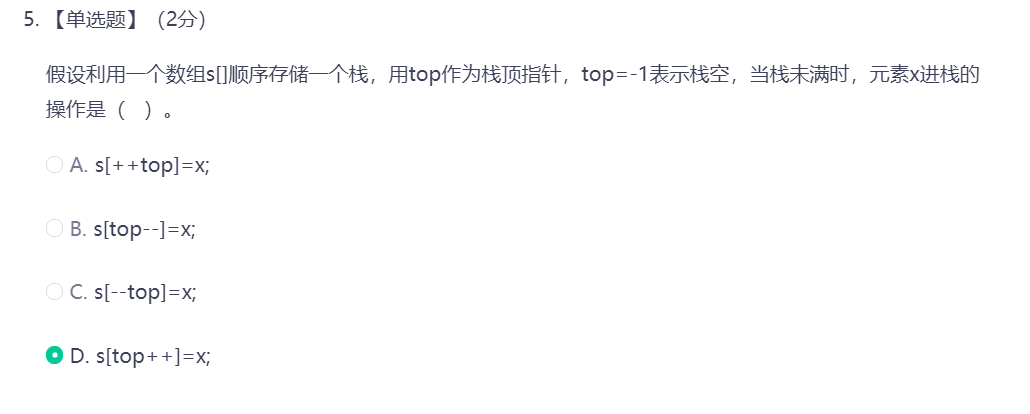 5. 【单选题】（2分）
假设利用一个数组s[]顺序存储一个栈，用top作为栈顶指针，top=-1表示栈空，当栈未满时，元素x进栈的
操作是（ ）。
A. s[++top]=x;
B. s[top--]=x;
C. s[--top]=x;
D. s[top++]=x;